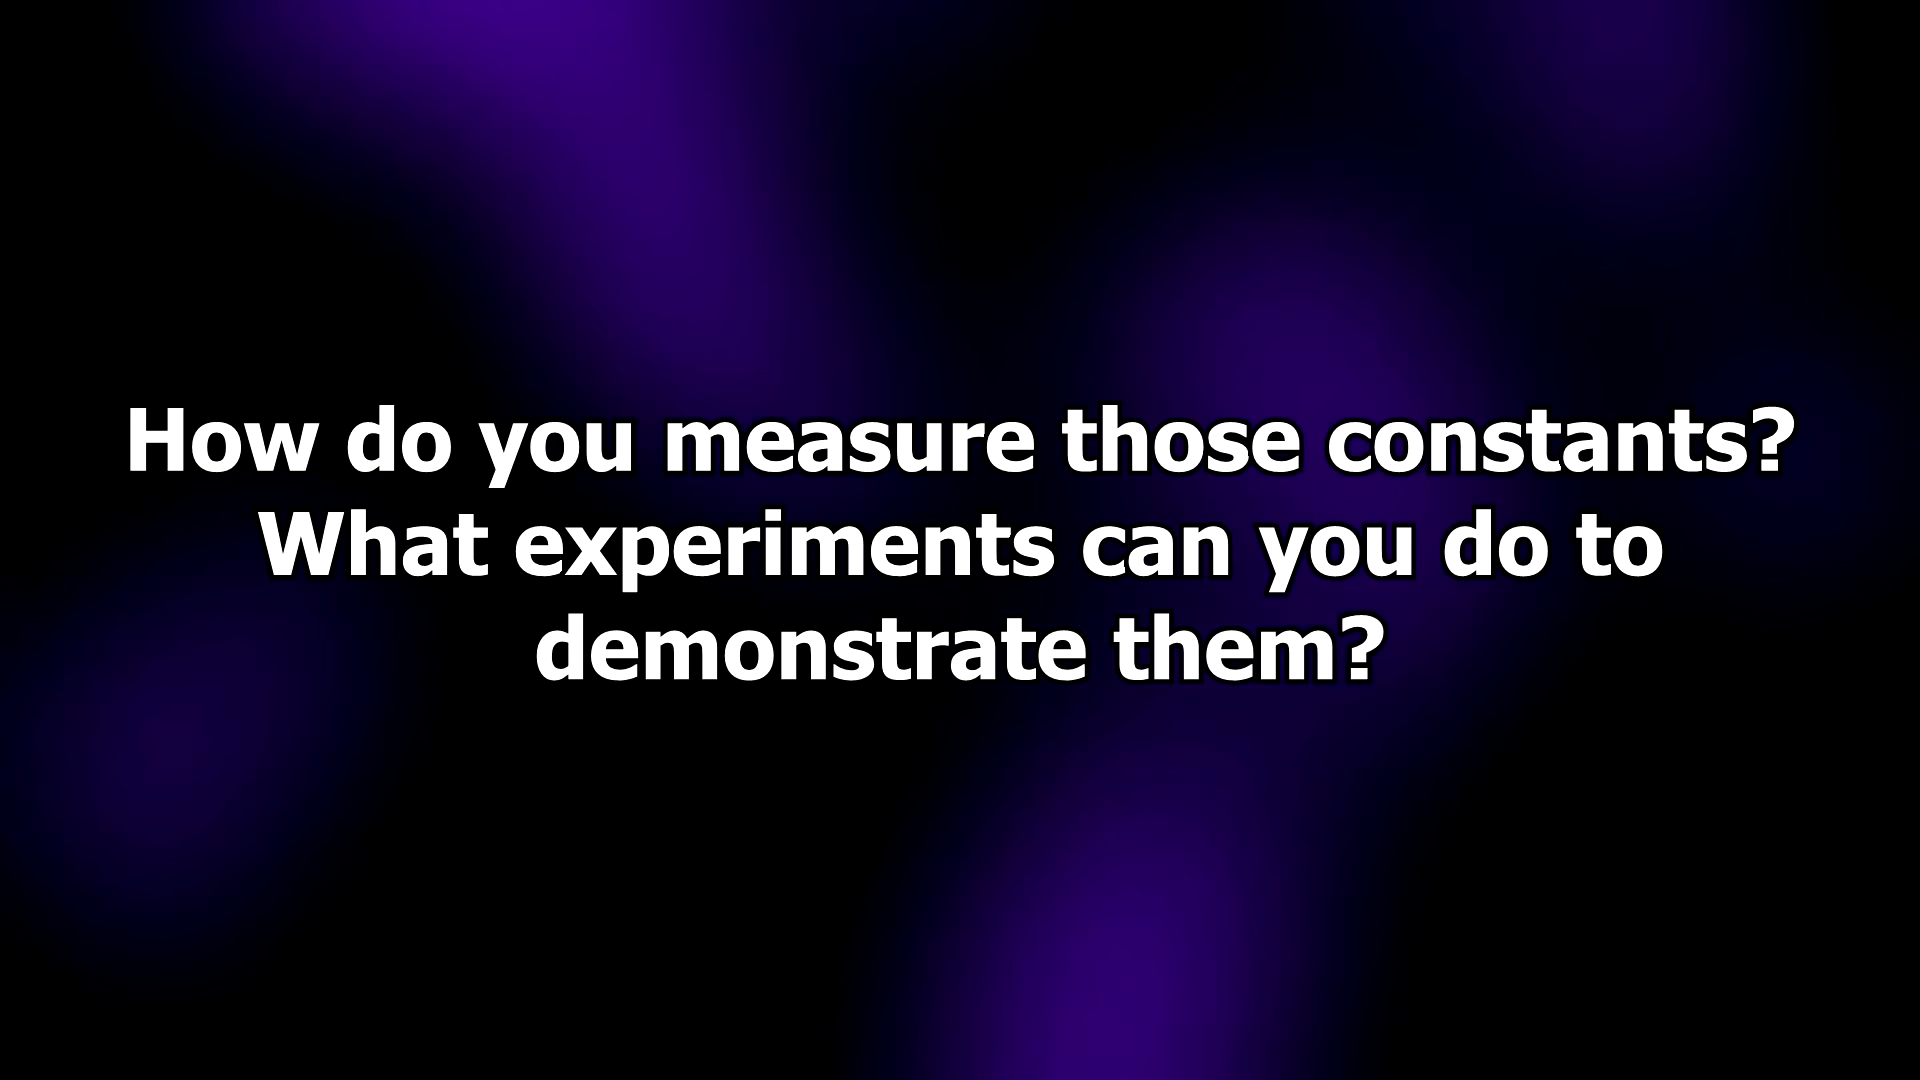 How do you measure those constants?
What experiments can you do to
demonstrate them?